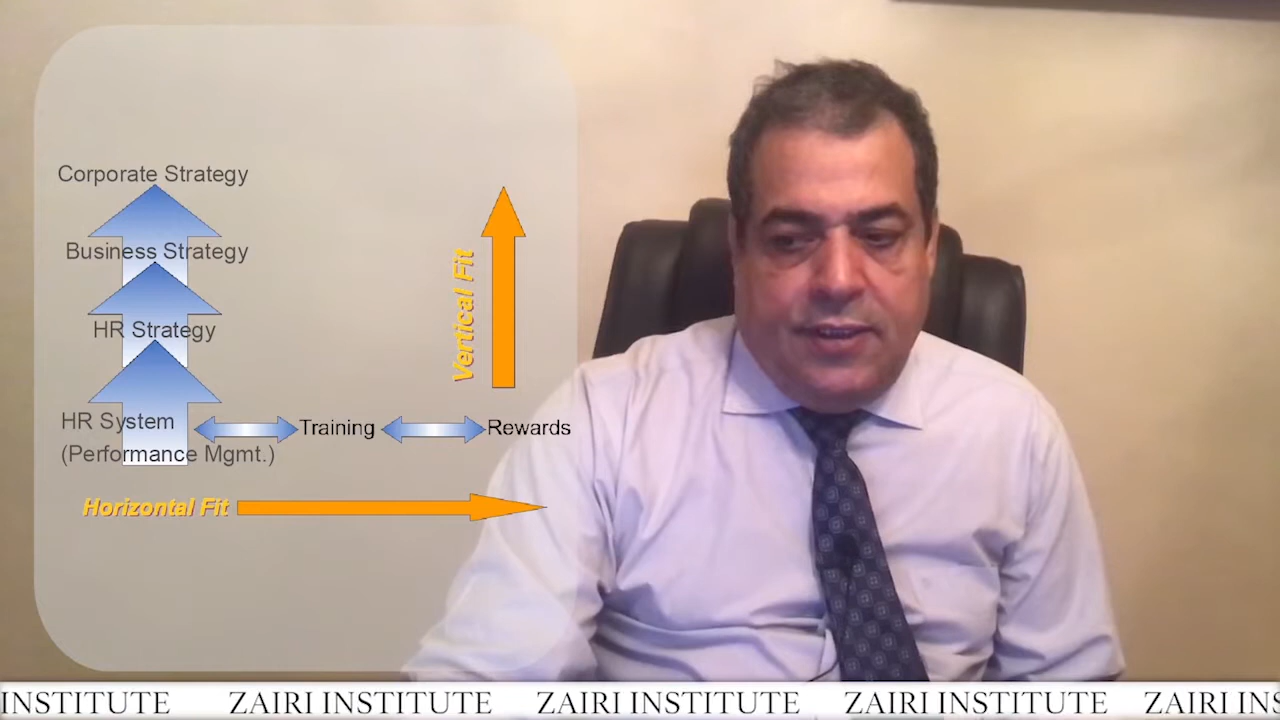 Corporate Strategy
Business Strategy
HR Strategy
HR System
(Performance Mgmt.)
Training
Rewards
Vertical Fit
Horizontal Fit
INSTITUTE ZAIRI INSTITUTE ZAIRI INSTITUTE ZAIRI INSTITUTE ZAIRI INS